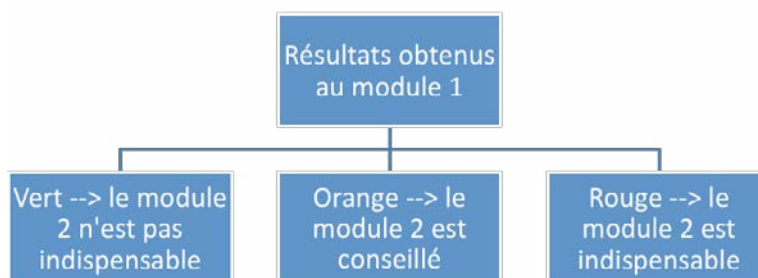 Résultats obtenus
au module 1
Vert --> le module
2 n'est pas
indispensable
Orange --> le
module 2 est
conseillé
Rouge --> le
module 2 est
indispensable